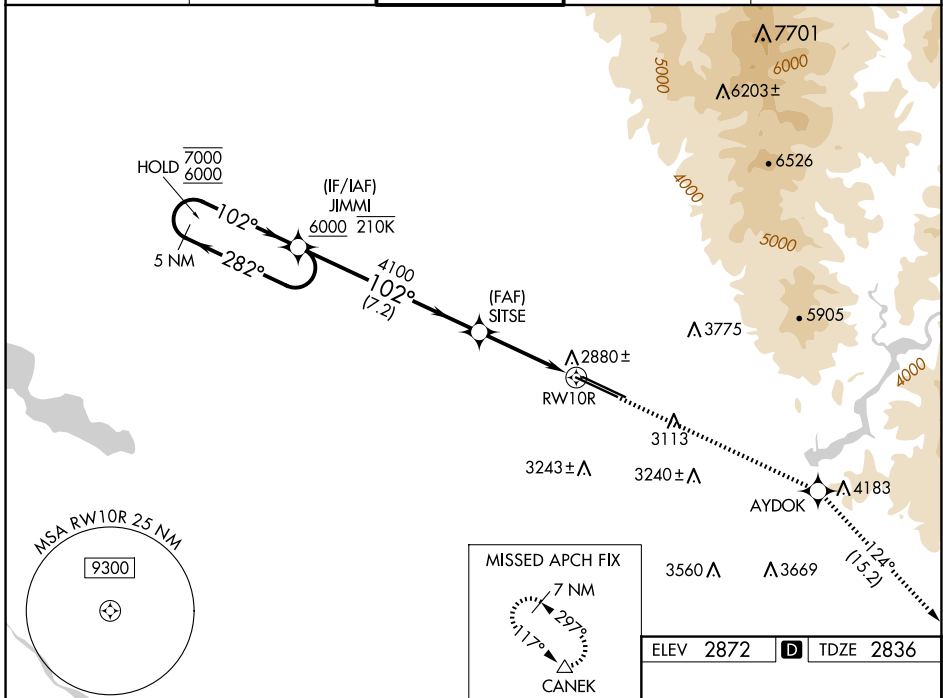 7701
6000
5000
6203±
6526
4000
5000
5905
4000
HOLD 7000
6000
102°
(IF/IAF)
JIMMI
6000 210K
5 NM
282°
4100
102°
(7.2)
(FAF)
SITSE
3775
2880±
RW10R
3113
3243±
3240±
AYDOK
4183
124°
(15.2)
3560
3669
MSA RW10R 25 NM
9300
MISSED APCH FIX
7 NM
297°
117°
CANEK
ELEV 2872 D TDZE 2836